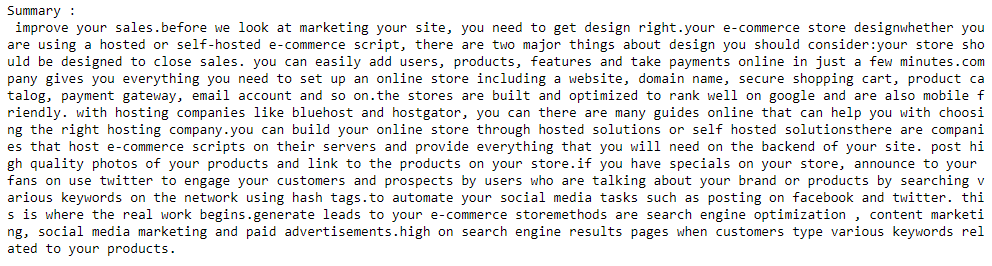 Summary :
 improve your sales.before we look at marketing your site, you need to get design right.your e-commerce store designwhether you
are using a hosted or self-hosted e-commerce script, there are two major things about design you should consider:your store sho
uld be designed to close sales. you can easily add users, products, features and take payments online in just a few minutes.com
pany gives you everything you need to set up an online store including a website, domain name, secure shopping cart, product ca
talog, payment gateway, email account and so on.the stores are built and optimized to rank well on google and are also mobile f
riendly. with hosting companies like bluehost and hostgator, you can there are many guides online that can help you with choosi
ng the right hosting company.you can build your online store through hosted solutions or self hosted solutionsthere are compani
es that host e-commerce scripts on their servers and provide everything that you will need on the backend of your site. post hi
gh quality photos of your products and link to the products on your store.if you have specials on your store, announce to your
fans on use twitter to engage your customers and prospects by users who are talking about your brand or products by searching v
arious keywords on the network using hash tags.to automate your social media tasks such as posting on facebook and twitter. thi
s is where the real work begins.generate leads to your e-commerce storemethods are search engine optimization , content marketi
ng, social media marketing and paid advertisements.high on search engine results pages when customers type various keywords rel
ated to your products.